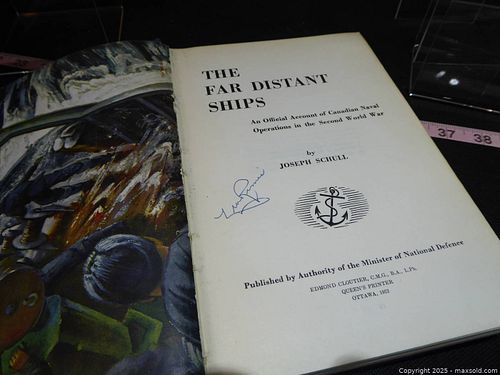 THE
FAR DISTANT
SHIPS
An Official Account of Canadian Naval
Operations in the Second World War
by
JOSEPH SCHULL
Published by Authority of the Minister of National Defence
EDMOND CLOUTIER, C.M.G., B.A., L.Ph.
QUEEN'S PRINTER
OTTAWA, 1952
37 38
Copyright 2025 - maxsold.com